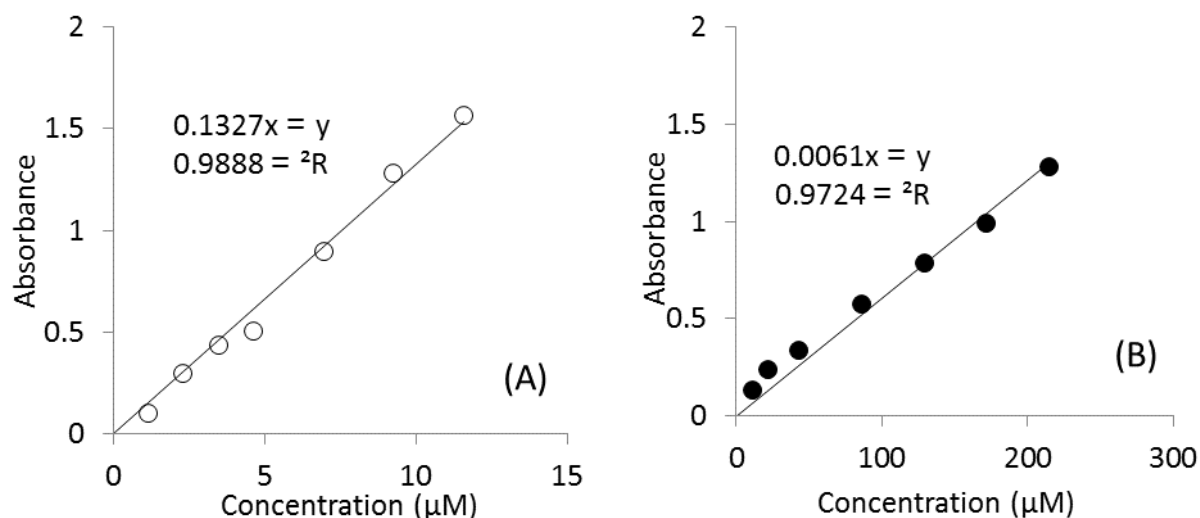 2
1.5
1
0.5
0
0
5
10
15
Absorbance
Concentration (µM)
0.1327x = y
0.9888 = ²R
(A)
2
1.5
1
0.5
0
0
100
200
300
Absorbance
Concentration (µM)
0.0061x = y
0.9724 = ²R
(B)